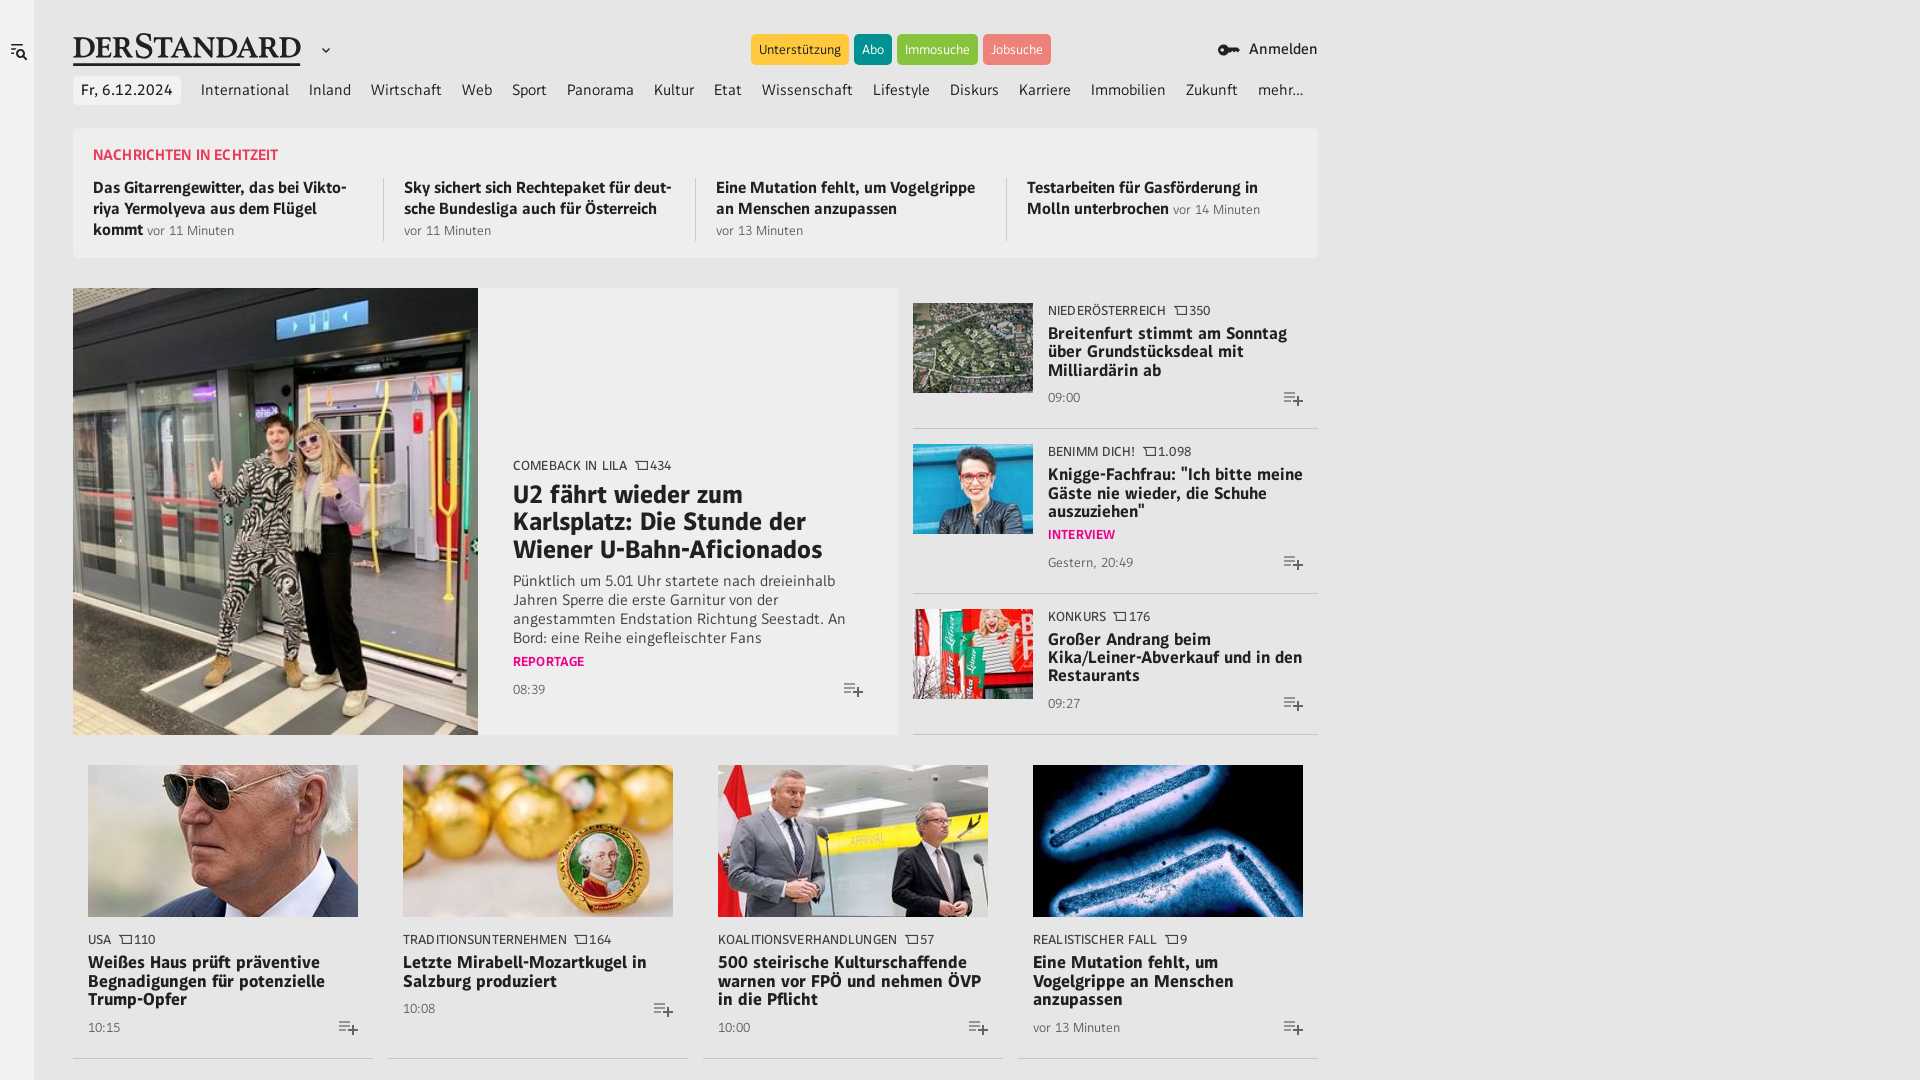 DERSTANDARD
Unterstützung
Abo
Immosuche
Jobsuche
Anmelden
Fr, 6.12.2024
International
Inland
Wirtschaft
Web
Sport
Panorama
Kultur
Etat
Wissenschaft
Lifestyle
Diskurs
Karriere
Immobilien
Zukunft
mehr…
NACHRICHTEN IN ECHTZEIT
Das Gitarrengewitter, das bei Vikto-
riya Yermolyeva aus dem Flügel
kommt vor 11 Minuten
Sky sichert sich Rechtepaket für deut-
sche Bundesliga auch für Österreich
vor 11 Minuten
Eine Mutation fehlt, um Vogelgrippe
an Menschen anzupassen
vor 13 Minuten
Testarbeiten für Gasförderung in
Molln unterbrochen vor 14 Minuten
COMEBACK IN LILA 434
U2 fährt wieder zum
Karlsplatz: Die Stunde der
Wiener U-Bahn-Aficionados
Pünktlich um 5.01 Uhr startete nach dreieinhalb
Jahren Sperre die erste Garnitur von der
angestammten Endstation Richtung Seestadt. An
Bord: eine Reihe eingefleischter Fans
REPORTAGE
08:39
NIEDERÖSTERREICH 350
Breitenfurt stimmt am Sonntag
über Grundstücksdeal mit
Milliardärin ab
09:00
BENIMM DICH! 1.098
Knigge-Fachfrau: "Ich bitte meine
Gäste nie wieder, die Schuhe
auszuziehen"
INTERVIEW
Gestern, 20:49
kika
Leiner
Leiner
KONKURS 176
Großer Andrang beim
Kika/Leiner-Abverkauf und in den
Restaurants
09:27
USA 110
Weißes Haus prüft präventive
Begnadigungen für potenzielle
Trump-Opfer
10:15
TRADITIONSUNTERNEHMEN 164
Letzte Mirabell-Mozartkugel in
Salzburg produziert
10:08
KOALITIONSVERHANDLUNGEN 57
500 steirische Kulturschaffende
warnen vor FPÖ und nehmen ÖVP
in die Pflicht
10:00
REALISTISCHER FALL 9
Eine Mutation fehlt, um
Vogelgrippe an Menschen
anzupassen
vor 13 Minuten